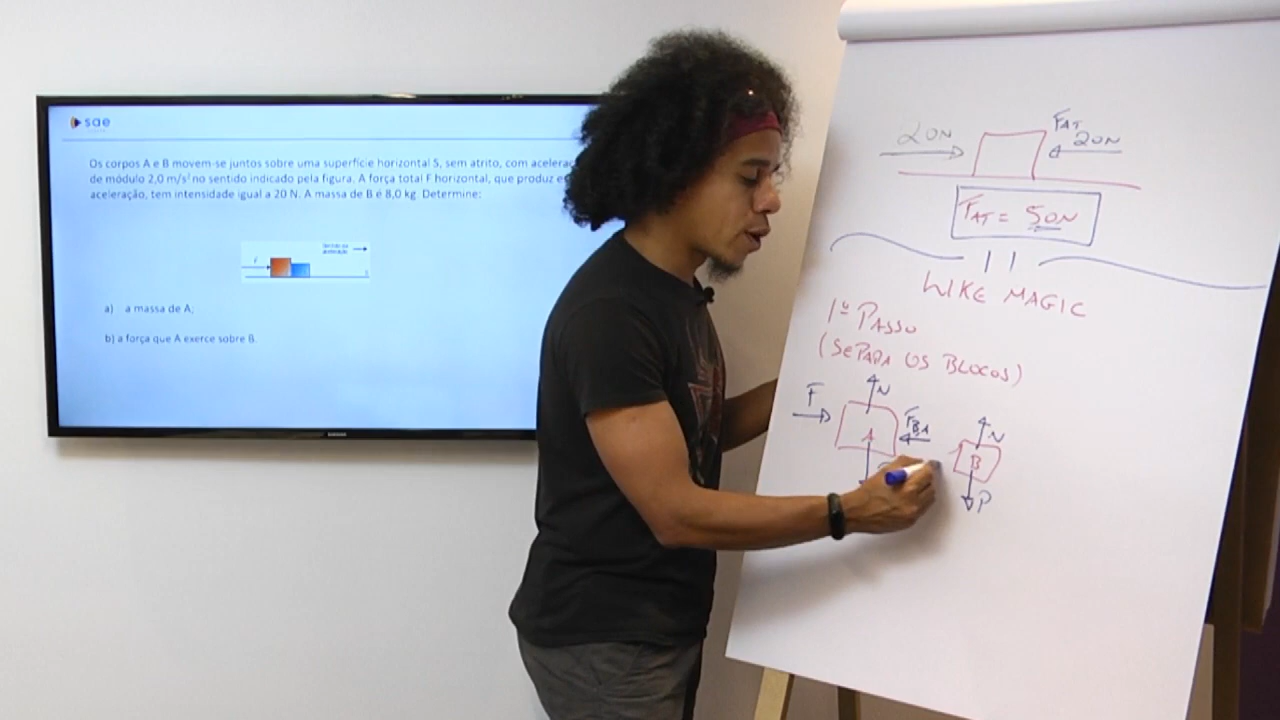 sae
Os corpos A e B movem-se juntos sobre uma superfície horizontal S, sem atrito, com
de módulo 2,0 m/s² no sentido indicado pela figura. A força total F horizontal, que produz
aceleração, tem intensidade igual a 20 N. A massa de B é 8,0 kg Determine:
F
a) a massa de A;
b) a força que A exerce sobre B.
20N
FAT
20N
FAT = 50N
LIKE MAGIC
1º PASSO
(SEPARA OS BLOCOS)
F
N
A
FBA
N
B
P